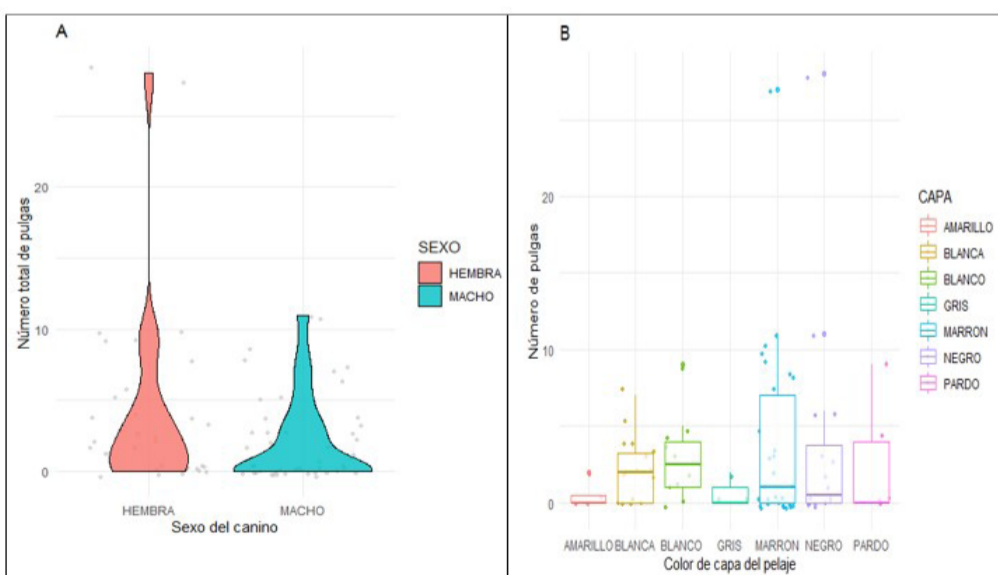 A
Número total de pulgas
20
10
0
HEMBRA MACHO
Sexo del canino
SEXO
HEMBRA
MACHO
B
Número de pulgas
20
10
0
AMARILLO BLANCA BLANCO GRIS MARRON NEGRO PARDO
Color de capa del pelaje
CAPA
AMARILLO
BLANCA
BLANCO
GRIS
MARRON
NEGRO
PARDO